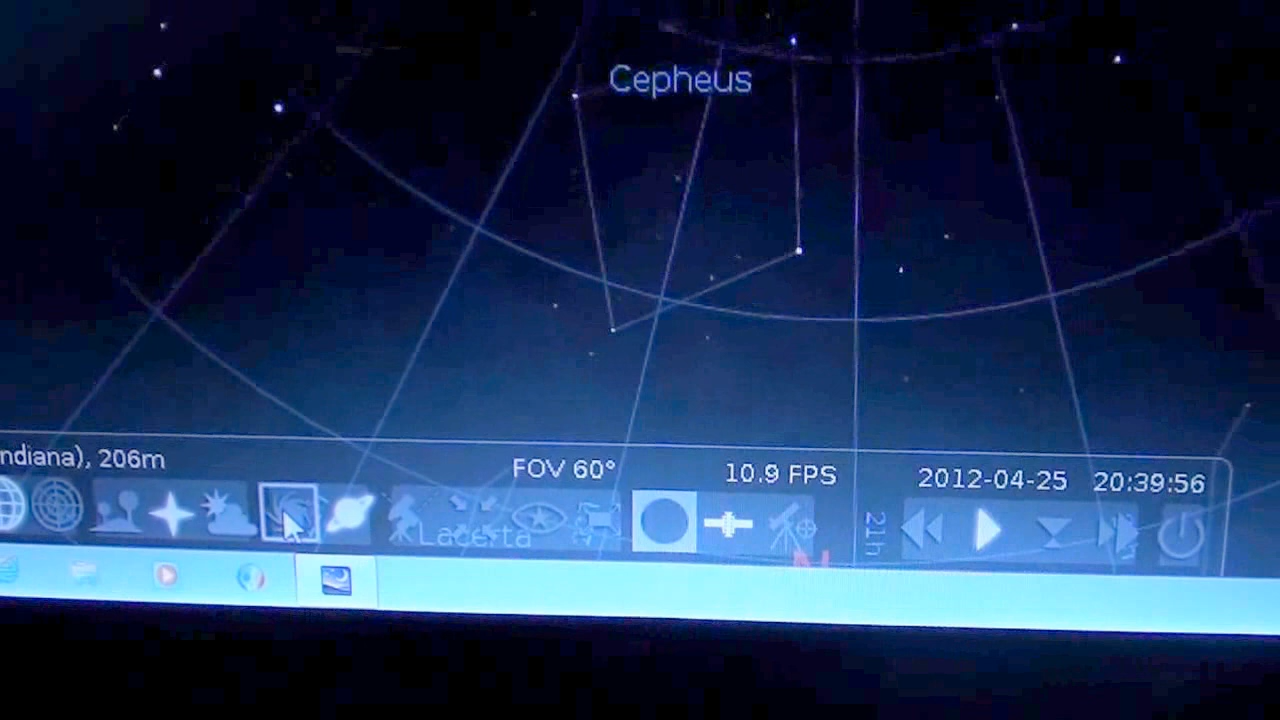 Cepheus
ndiana), 206m
FOV 60°
10.9 FPS
2012-04-25
20:39:56
Lacerta
21h
N